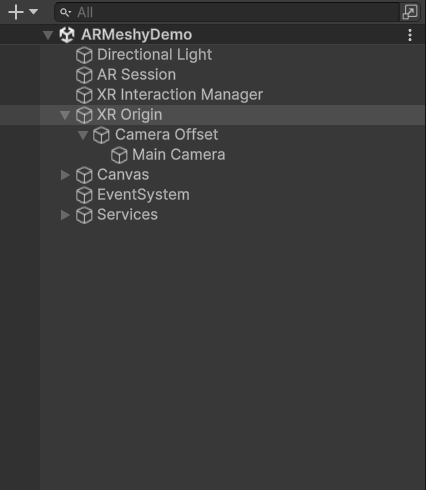 All
ARMeshyDemo
Directional Light
AR Session
XR Interaction Manager
XR Origin
Camera Offset
Main Camera
Canvas
EventSystem
Services